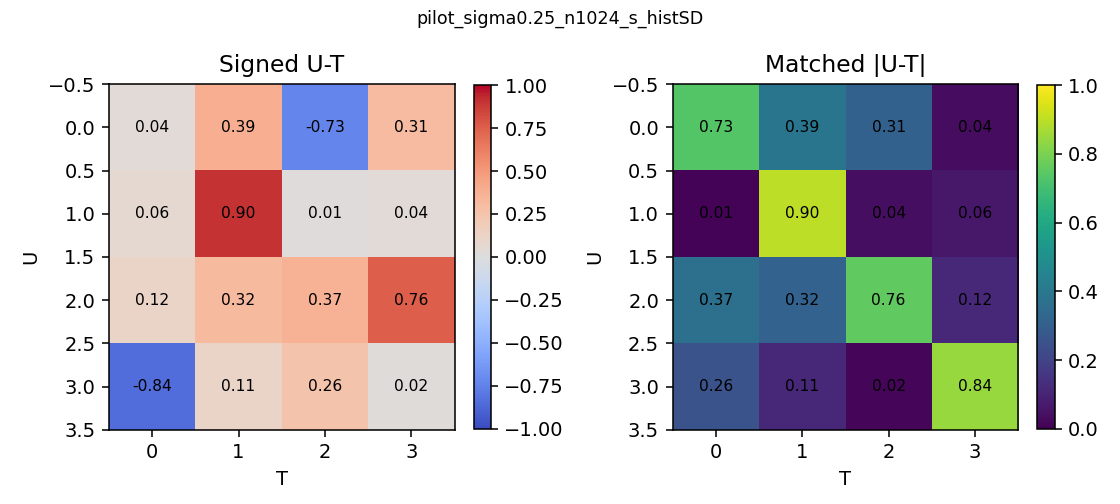 pilot_sigma0.25_n1024_s_histSD
Signed U-T
−0.5
0.0
0.5
1.0
1.5
2.0
2.5
3.0
3.5
U
0.04 0.39 -0.73 0.31
0.06 0.90 0.01 0.04
0.12 0.32 0.37 0.76
-0.84 0.11 0.26 0.02
0 1 2 3
T
1.00
0.75
0.50
0.25
0.00
−0.25
−0.50
−0.75
−1.00
Matched |U-T|
−0.5
0.0
0.5
1.0
1.5
2.0
2.5
3.0
3.5
U
0.73 0.39 0.31 0.04
0.01 0.90 0.04 0.06
0.37 0.32 0.76 0.12
0.26 0.11 0.02 0.84
0 1 2 3
T
1.0
0.8
0.6
0.4
0.2
0.0